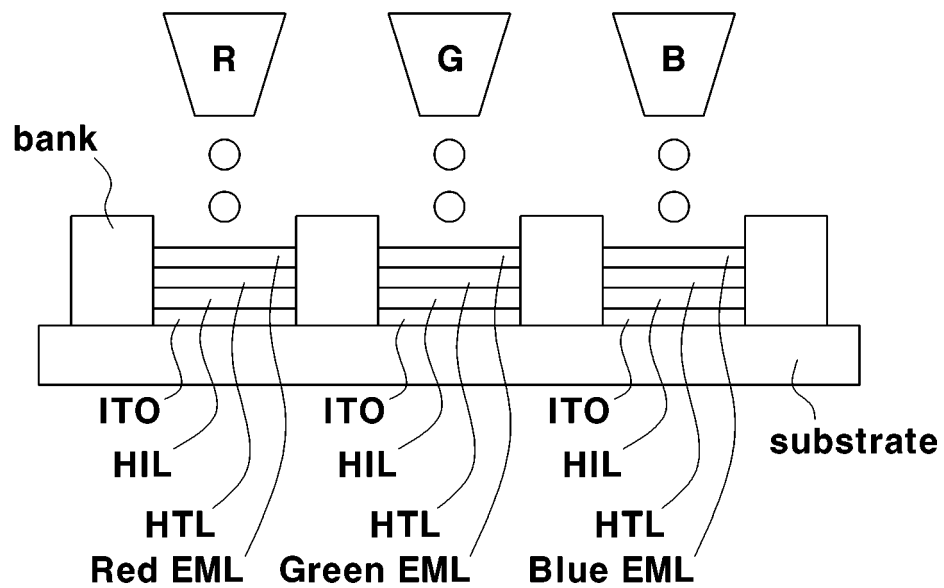 R G B
bank
ITO ITO ITO
substrate
HIL HIL HIL
HTL HTL HTL
Red EML Green EML Blue EML